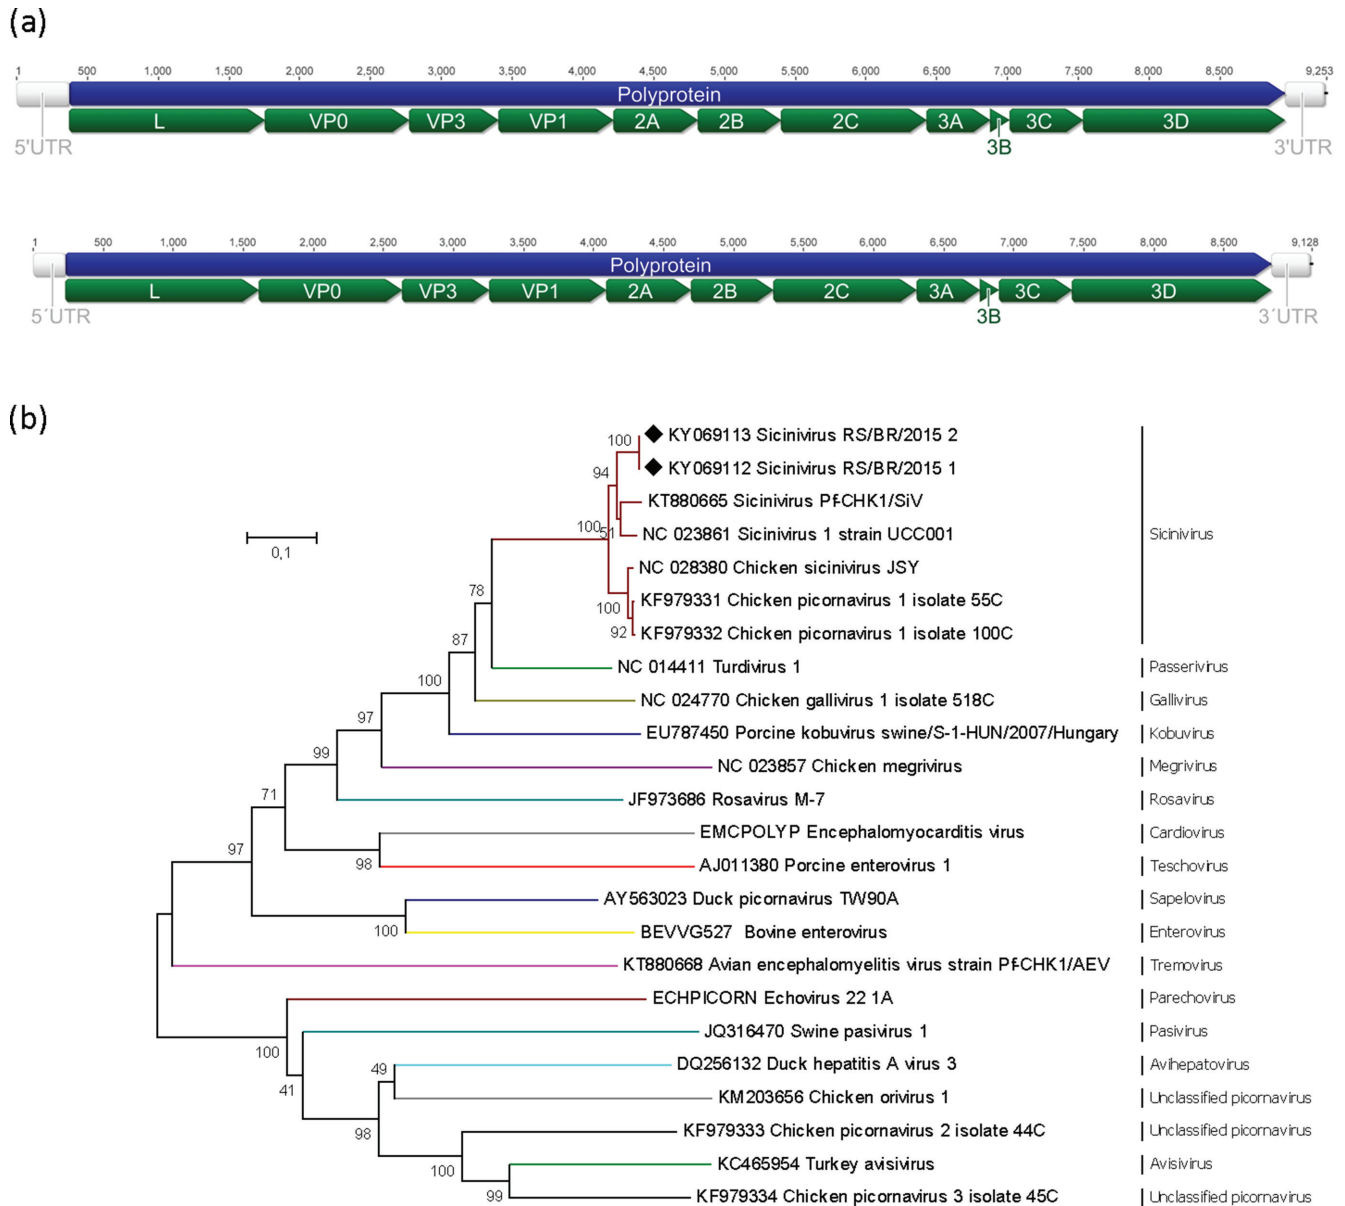 (a)
1 500 1,000 1,500 2,000 2,500 3,000 3,500 4,000 4,500 5,000 5,500 6,000 6,500 7,000 7,500 8,000 8,500 9,253
Polyprotein
L VP0 VP3 VP1 2A 2B 2C 3A 3C 3D
5'UTR 3B 3'UTR
1 500 1,000 1,500 2,000 2,500 3,000 3,500 4,000 4,500 5,000 5,500 6,000 6,500 7,000 7,500 8,000 8,500 9,128
Polyprotein
L VP0 VP3 VP1 2A 2B 2C 3A 3C 3D
5´UTR 3B 3´UTR
(b)
100 KY069113 Sicinivirus RS/BR/2015 2
KY069112 Sicinivirus RS/BR/2015 1
94
KT880665 Sicinivirus Pf-CHK1/SiV
100 51 NC 023861 Sicinivirus 1 strain UCC001 Sicinivirus
0,1
NC 028380 Chicken sicinivirus JSY
100 KF979331 Chicken picornavirus 1 isolate 55C
92 KF979332 Chicken picornavirus 1 isolate 100C
78
NC 014411 Turdivirus 1 Passerivirus
87
NC 024770 Chicken gallivirus 1 isolate 518C Gallivirus
100
EU787450 Porcine kobuvirus swine/S-1-HUN/2007/Hungary Kobuvirus
97
NC 023857 Chicken megrivirus Megrivirus
99
JF973686 Rosavirus M-7 Rosavirus
71
EMCPOLYP Encephalomyocarditis virus Cardiovirus
97
98 AJ011380 Porcine enterovirus 1 Teschovirus
AY563023 Duck picornavirus TW90A Sapelovirus
100 BEVVG527 Bovine enterovirus Enterovirus
KT880668 Avian encephalomyelitis virus strain Pf-CHK1/AEV Tremovirus
ECHPICORN Echovirus 22 1A Parechovirus
100
JQ316470 Swine pasivirus 1 Pasivirus
49 DQ256132 Duck hepatitis A virus 3 Avihepatovirus
41
KM203656 Chicken orivirus 1 Unclassified picornavirus
98
KF979333 Chicken picornavirus 2 isolate 44C Unclassified picornavirus
100
KC465954 Turkey avisivirus Avisivirus
99 KF979334 Chicken picornavirus 3 isolate 45C Unclassified picornavirus